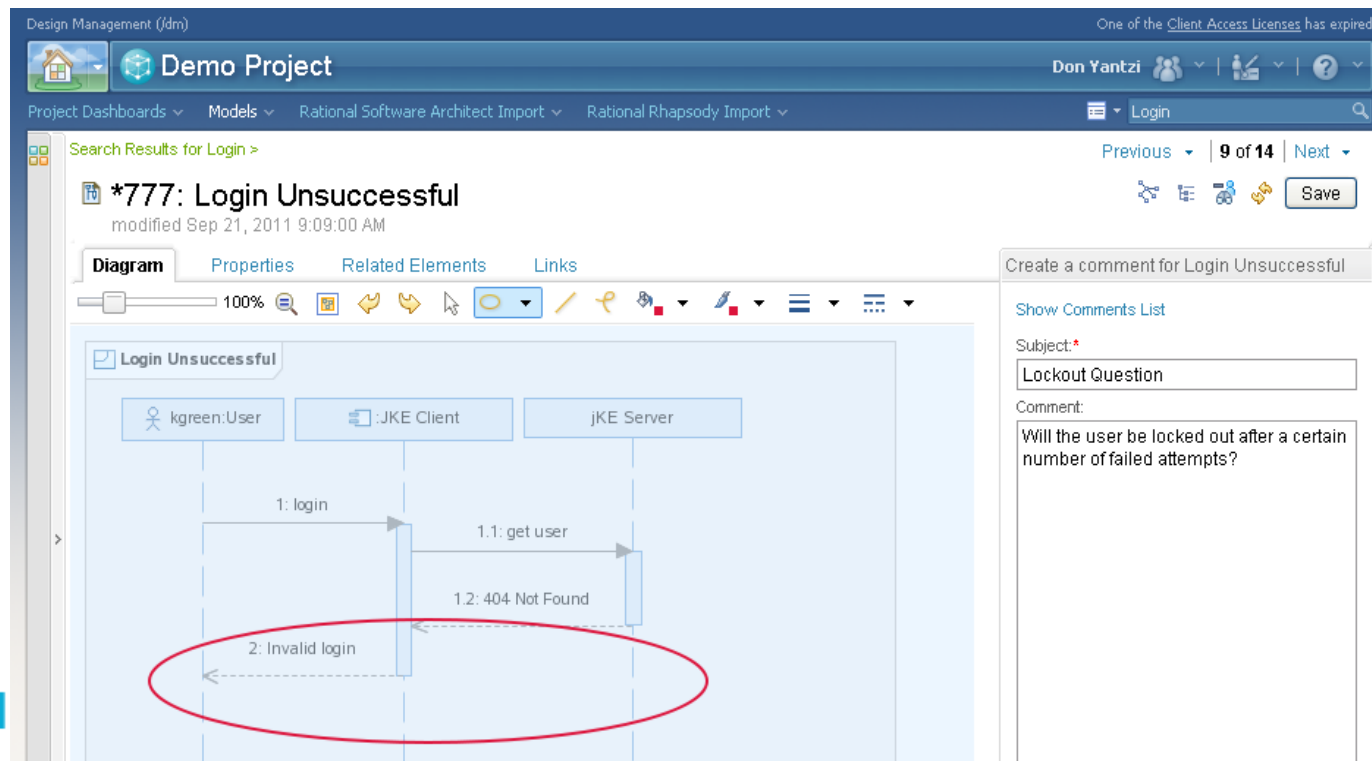 Design Management (/dm)
One of the Client Access Licenses has expired
Demo Project
Don Yantzi
Project Dashboards
Models
Rational Software Architect Import
Rational Rhapsody Import
Login
Search Results for Login >
Previous
9 of 14
Next
*777: Login Unsuccessful
Save
modified Sep 21, 2011 9:09:00 AM
Diagram
Properties
Related Elements
Links
Create a comment for Login Unsuccessful
100%
Show Comments List
Subject:*
Lockout Question
Comment:
Will the user be locked out after a certain
number of failed attempts?
Login Unsuccessful
kgreen:User
:JKE Client
jKE Server
1: login
1.1: get user
1.2: 404 Not Found
2: Invalid login